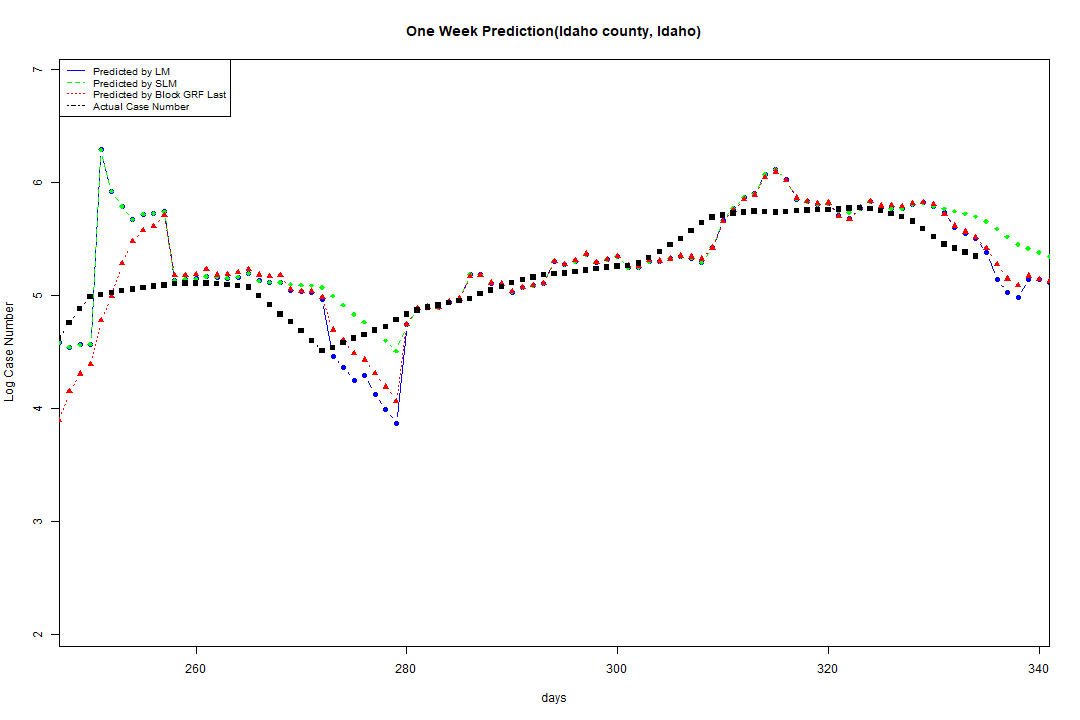 One Week Prediction(Idaho county, Idaho)
Predicted by LM
Predicted by SLM
Predicted by Block GRF Last
Actual Case Number
7
6
5
4
3
2
Log Case Number
260 280 300 320 340
days